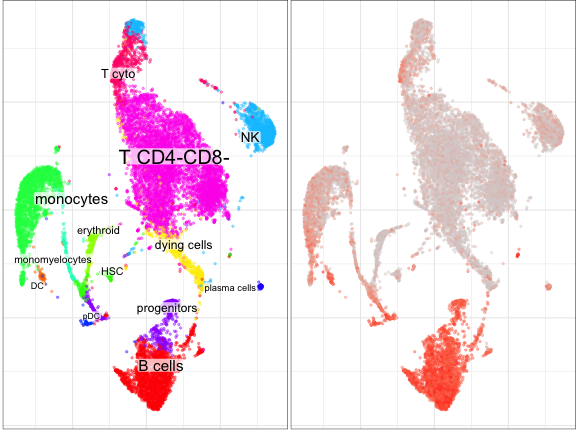 T cyto
NK
T CD4-CD8-
monocytes
erythroid
dying cells
monomyelocytes
HSC
DC
plasma cells
progenitors
pDC
B cells